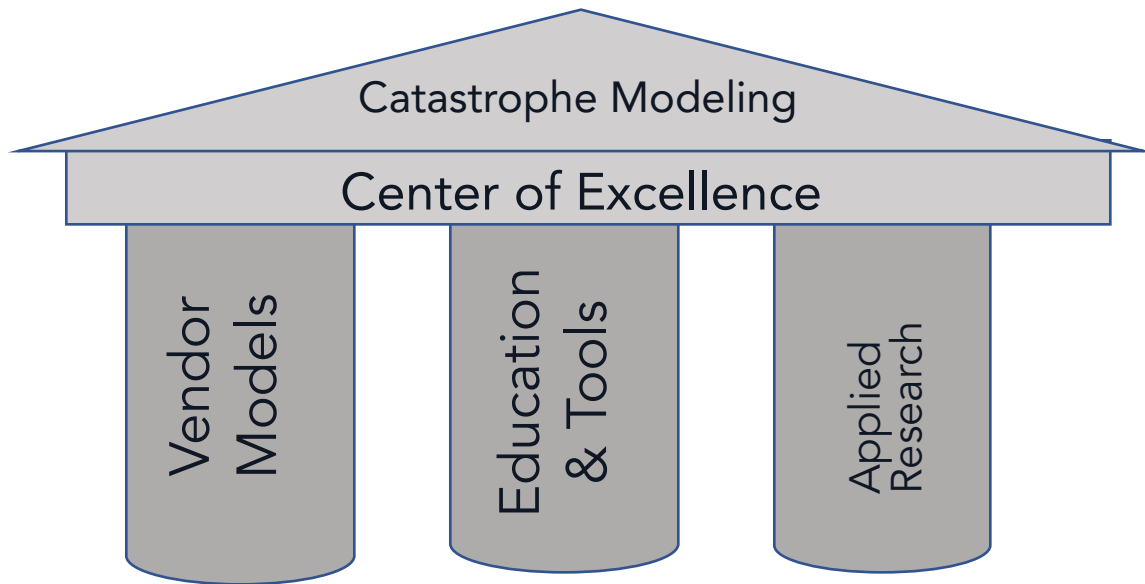 Catastrophe Modeling
Center of Excellence
Vendor
Models
Education
& Tools
Applied
Research